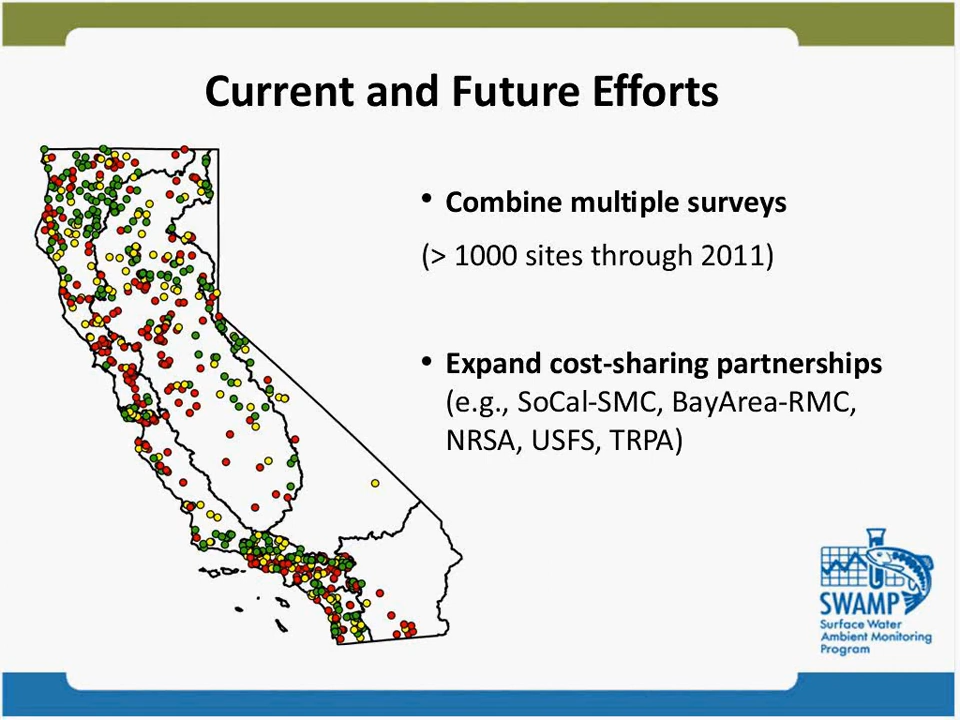 Current and Future Efforts
• Combine multiple surveys
(> 1000 sites through 2011)
• Expand cost-sharing partnerships
(e.g., SoCal-SMC, BayArea-RMC,
NRSA, USFS, TRPA)
SWAMP
Surface Water
Ambient Monitoring
Program